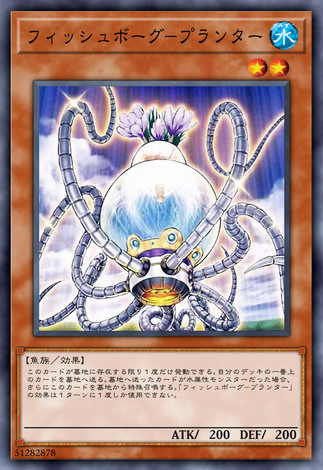 フィッシュボーグ－プランター
水
【魚族／効果】
このカードが墓地に存在する限り１度だけ発動できる。自分のデッキの一番上
のカードを墓地へ送る。墓地へ送ったカードが水属性モンスターだった場合、
さらにこのカードを墓地から特殊召喚する。「フィッシュボーグ－プランター」
の効果は１ターンに１度しか使用できない。
ATK/ 200 DEF/ 200
51282878